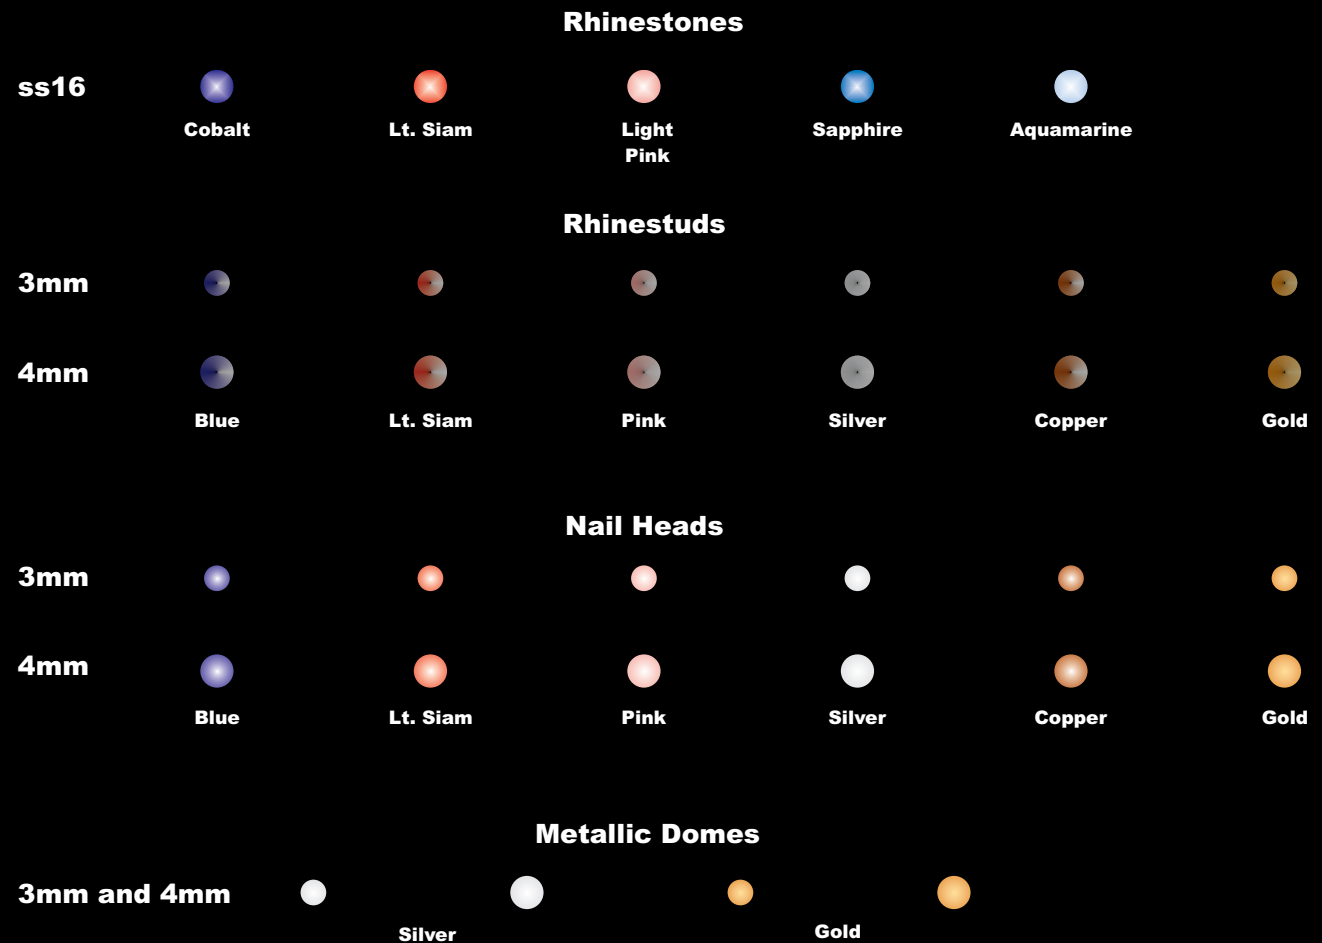 Rhinestones
ss16
Cobalt Lt. Siam Light Pink Sapphire Aquamarine
Rhinestuds
3mm
4mm
Blue Lt. Siam Pink Silver Copper Gold
Nail Heads
3mm
4mm
Blue Lt. Siam Pink Silver Copper Gold
Metallic Domes
3mm and 4mm
Silver Gold